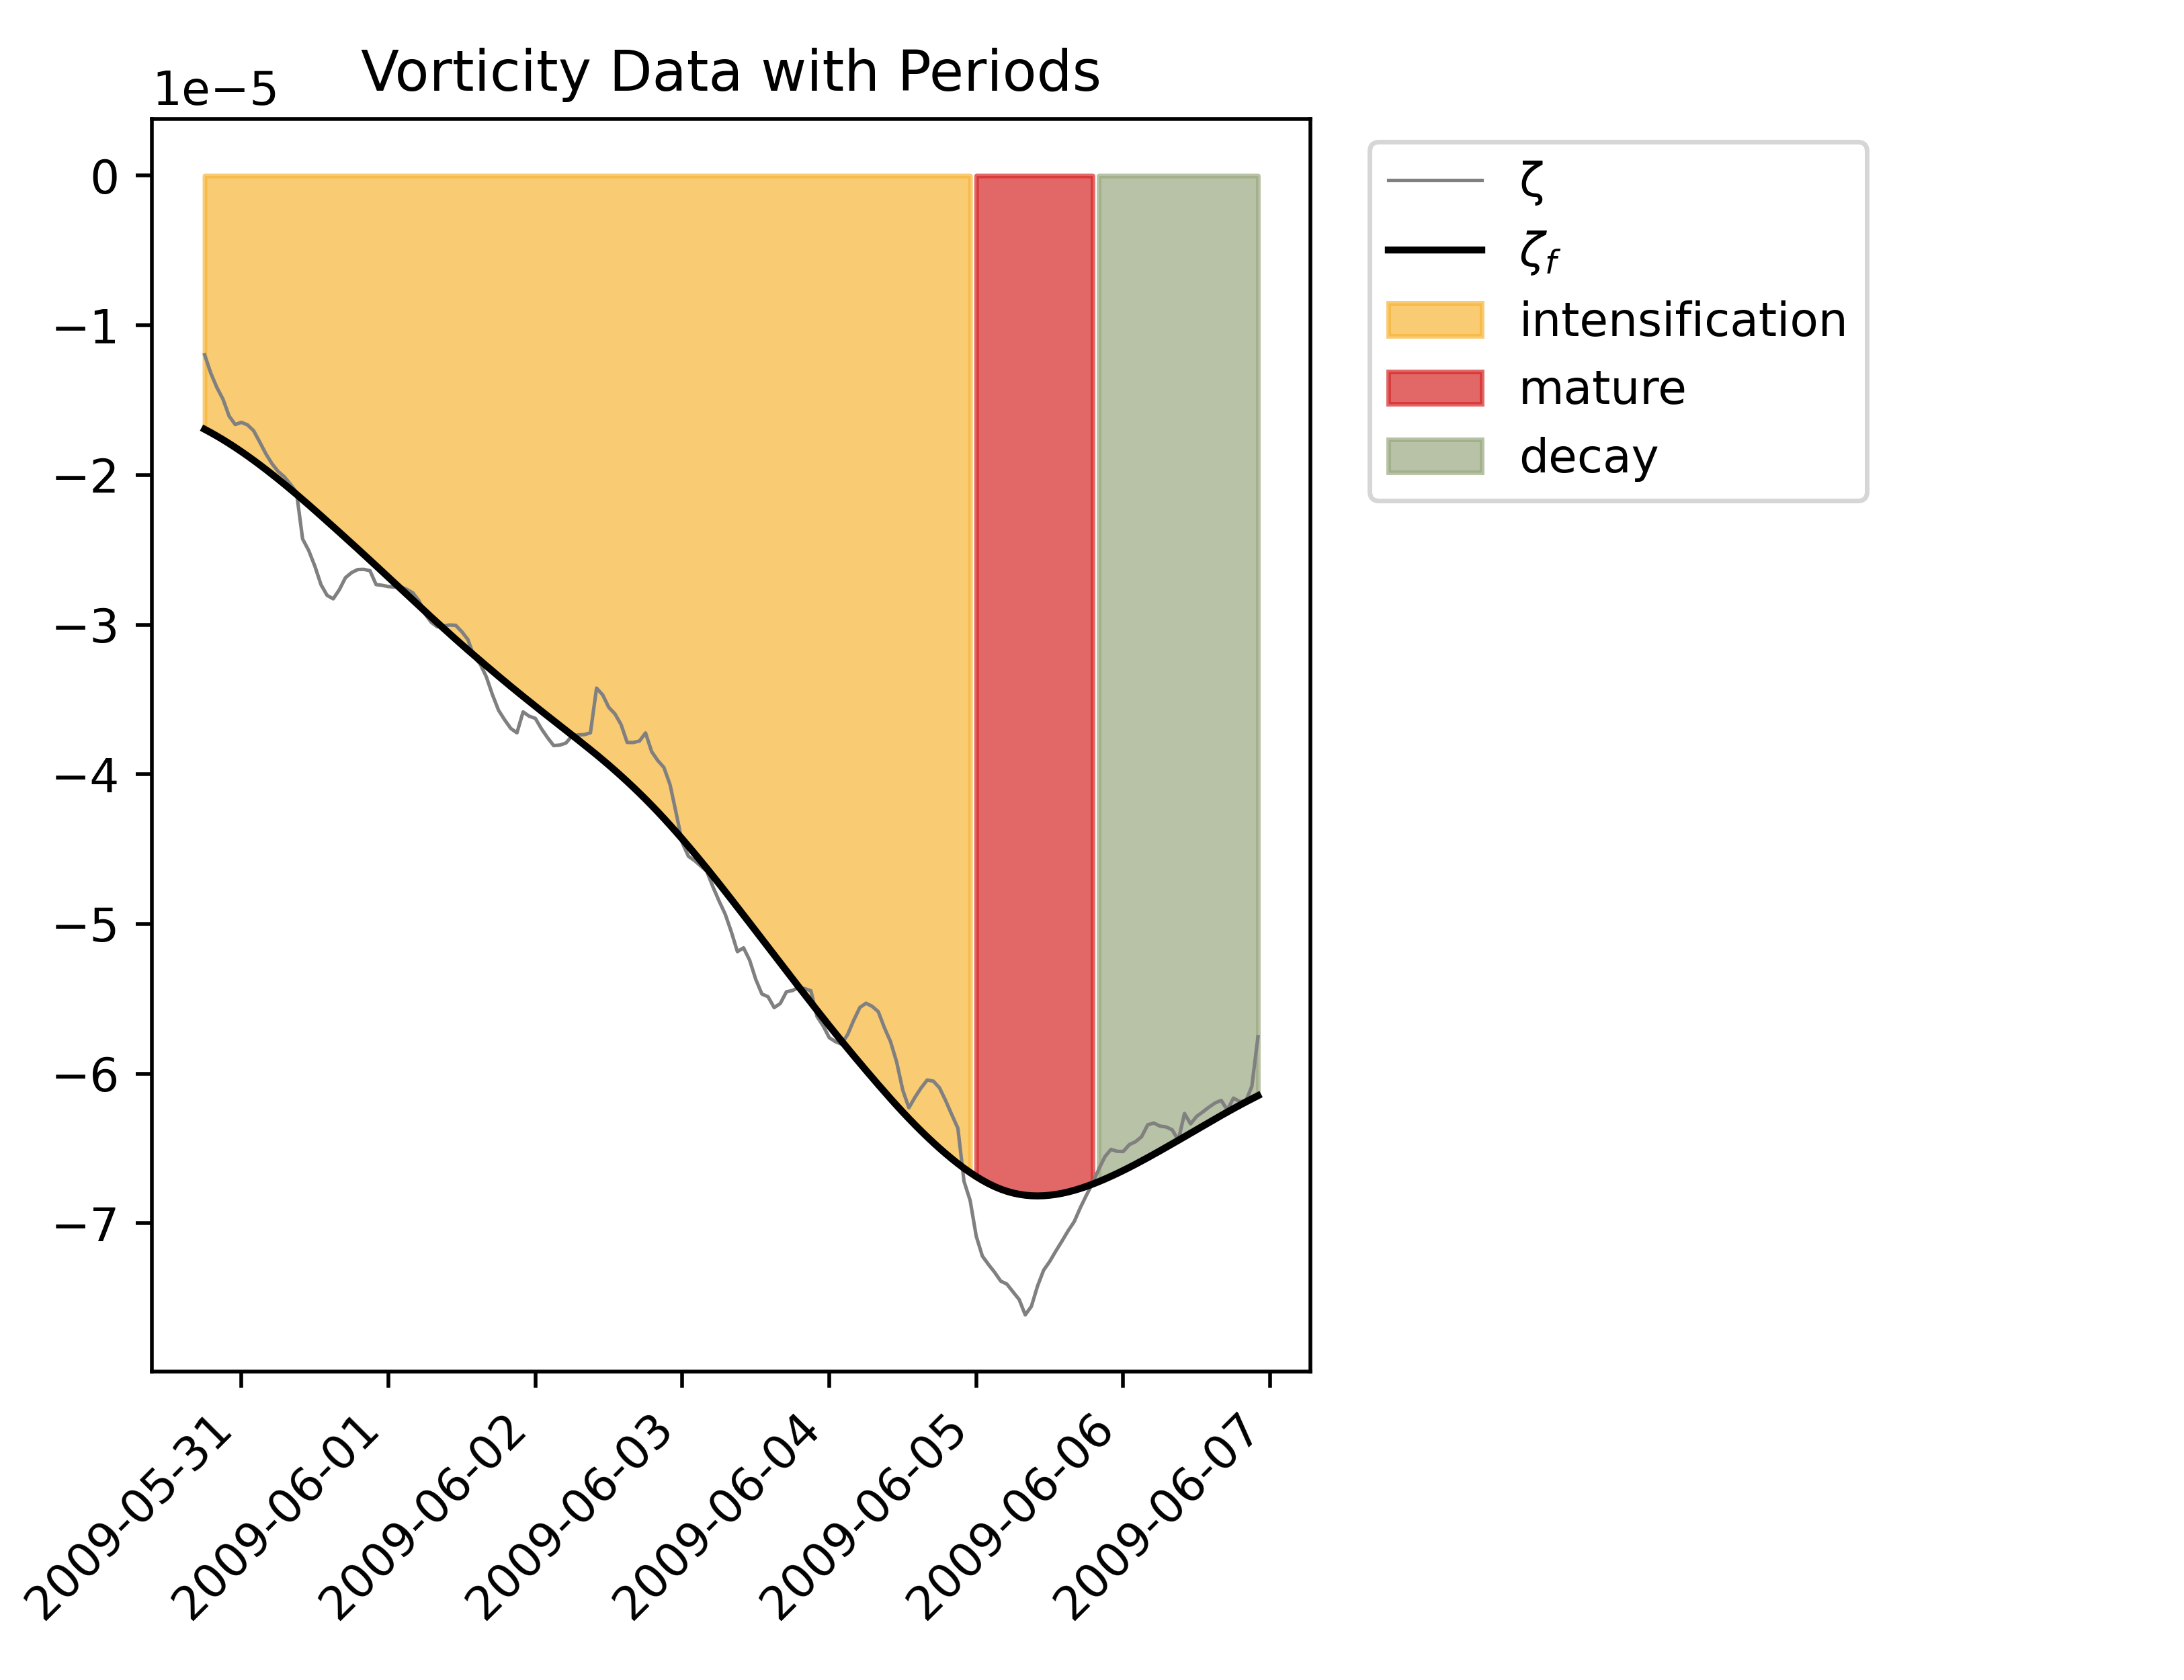 Vorticity Data with Periods
1e−5
0
−1
−2
−3
−4
−5
−6
−7
2009-05-31
2009-06-01
2009-06-02
2009-06-03
2009-06-04
2009-06-05
2009-06-06
2009-06-07
ζ
ζf
intensification
mature
decay